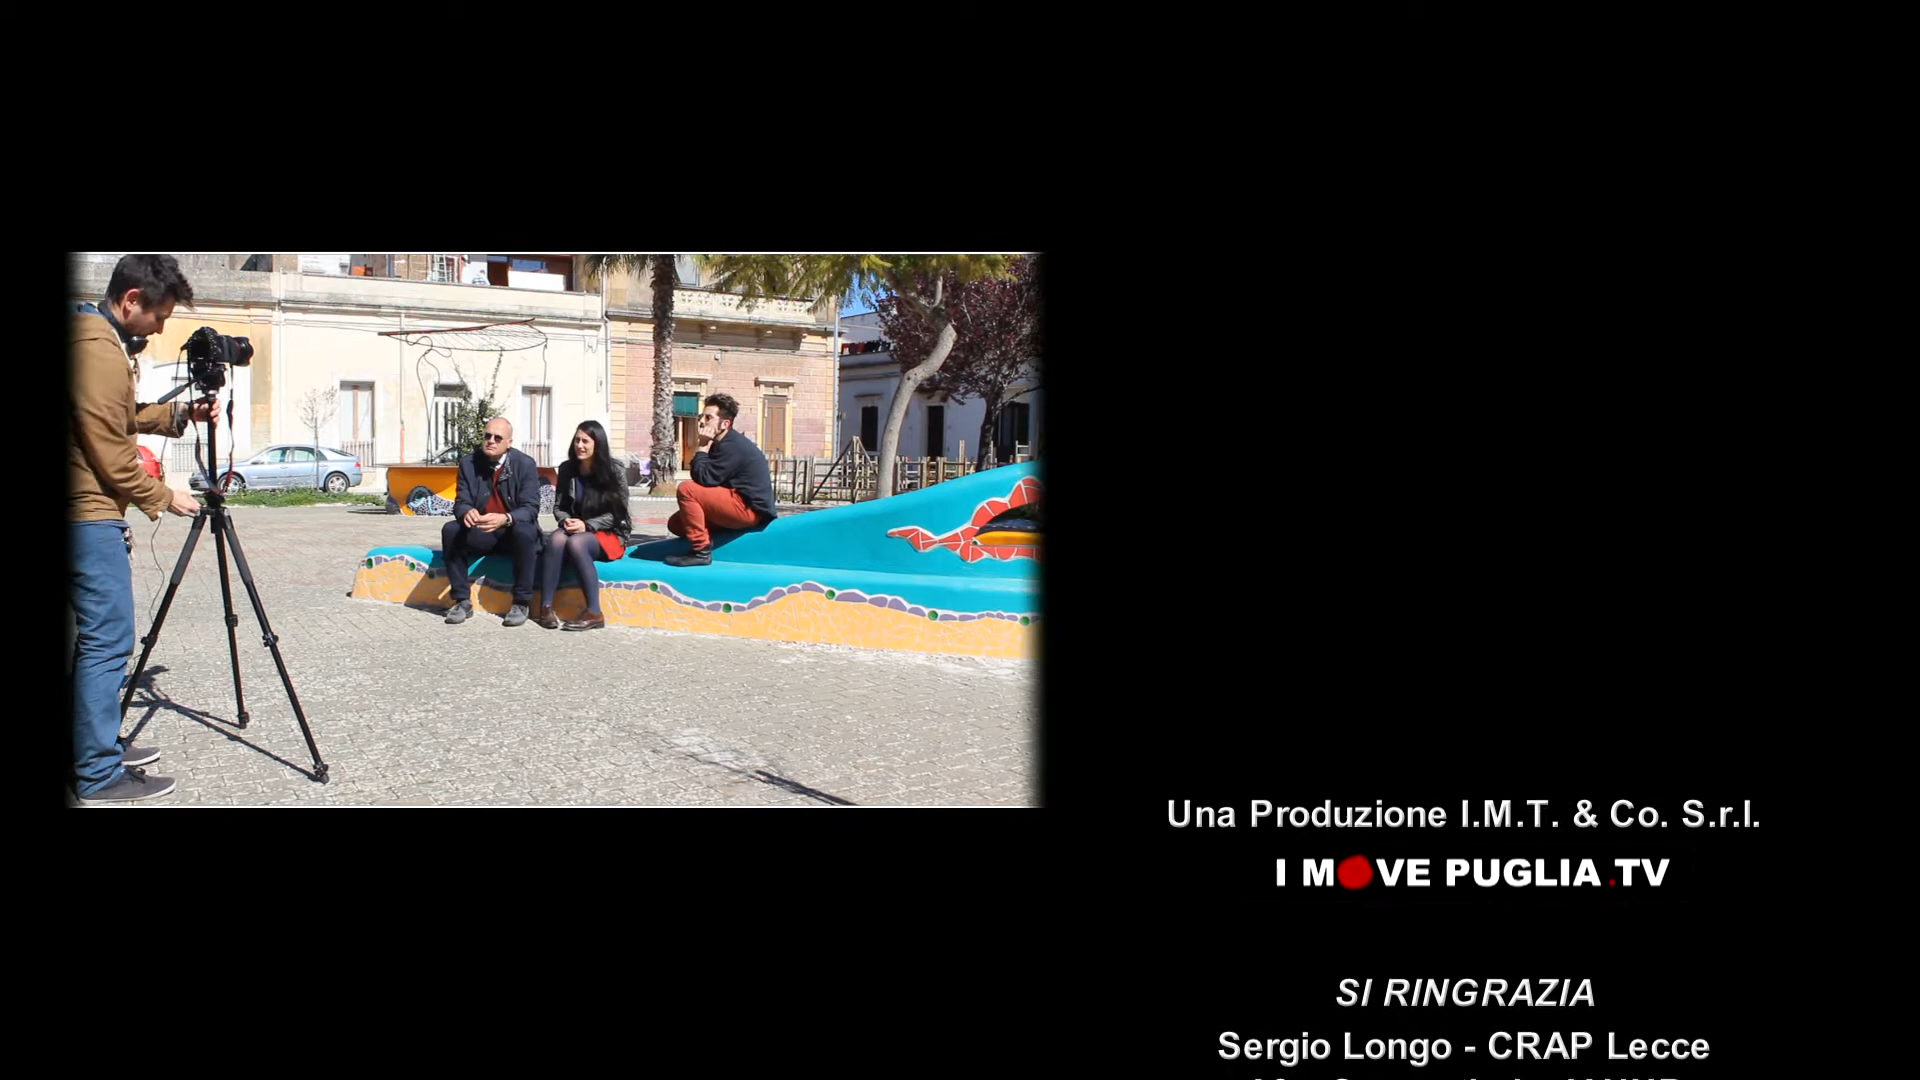 Una Produzione I.M.T. & Co. S.r.l.
I MOVE PUGLIA .TV
SI RINGRAZIA
Sergio Longo - CRAP Lecce